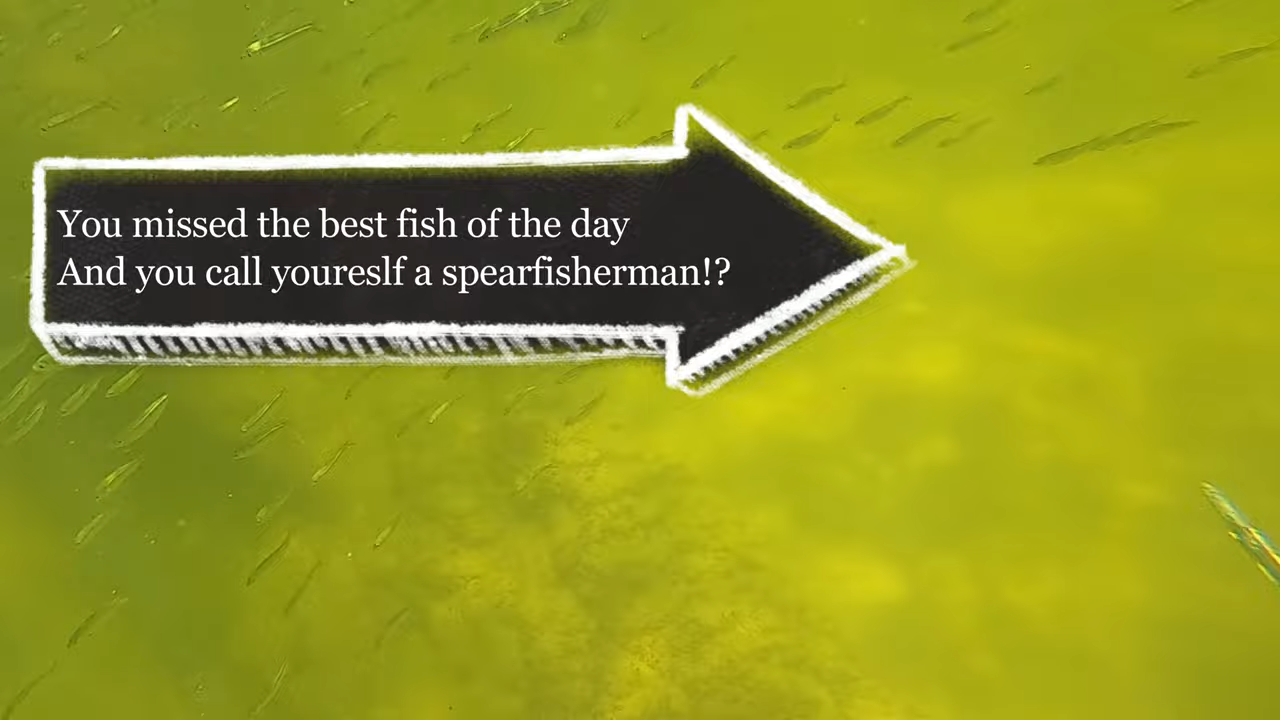 You missed the best fish of the day
And you call youreslf a spearfisherman!?